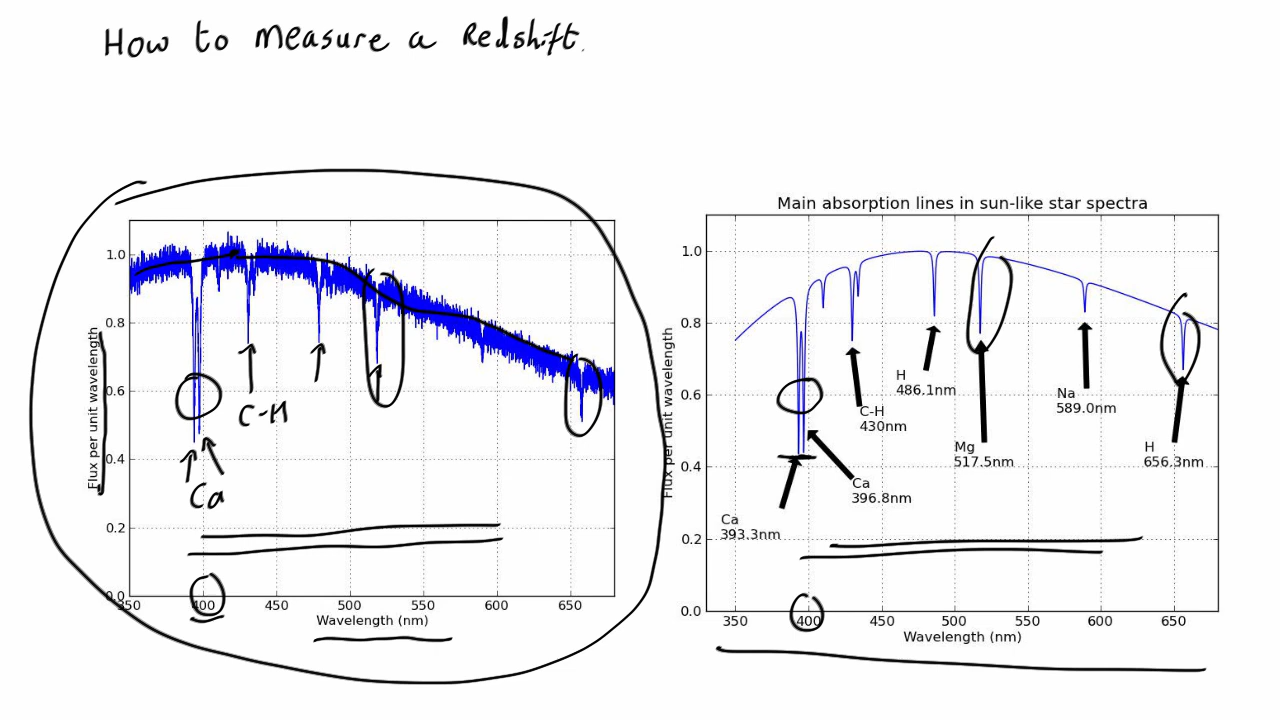 How to measure a Redshift.
Main absorption lines in sun-like star spectra
1.0
0.8
0.6
0.4
0.2
0.0
Flux per unit wavelength
C-H
Ca
350 400 450 500 550 600 650
Wavelength (nm)
1.0
0.8
0.6
0.4
0.2
0.0
Flux per unit wavelength
H
486.1nm
Na
589.0nm
C-H
430nm
Mg
517.5nm
H
656.3nm
Ca
396.8nm
Ca
393.3nm
350 400 450 500 550 600 650
Wavelength (nm)